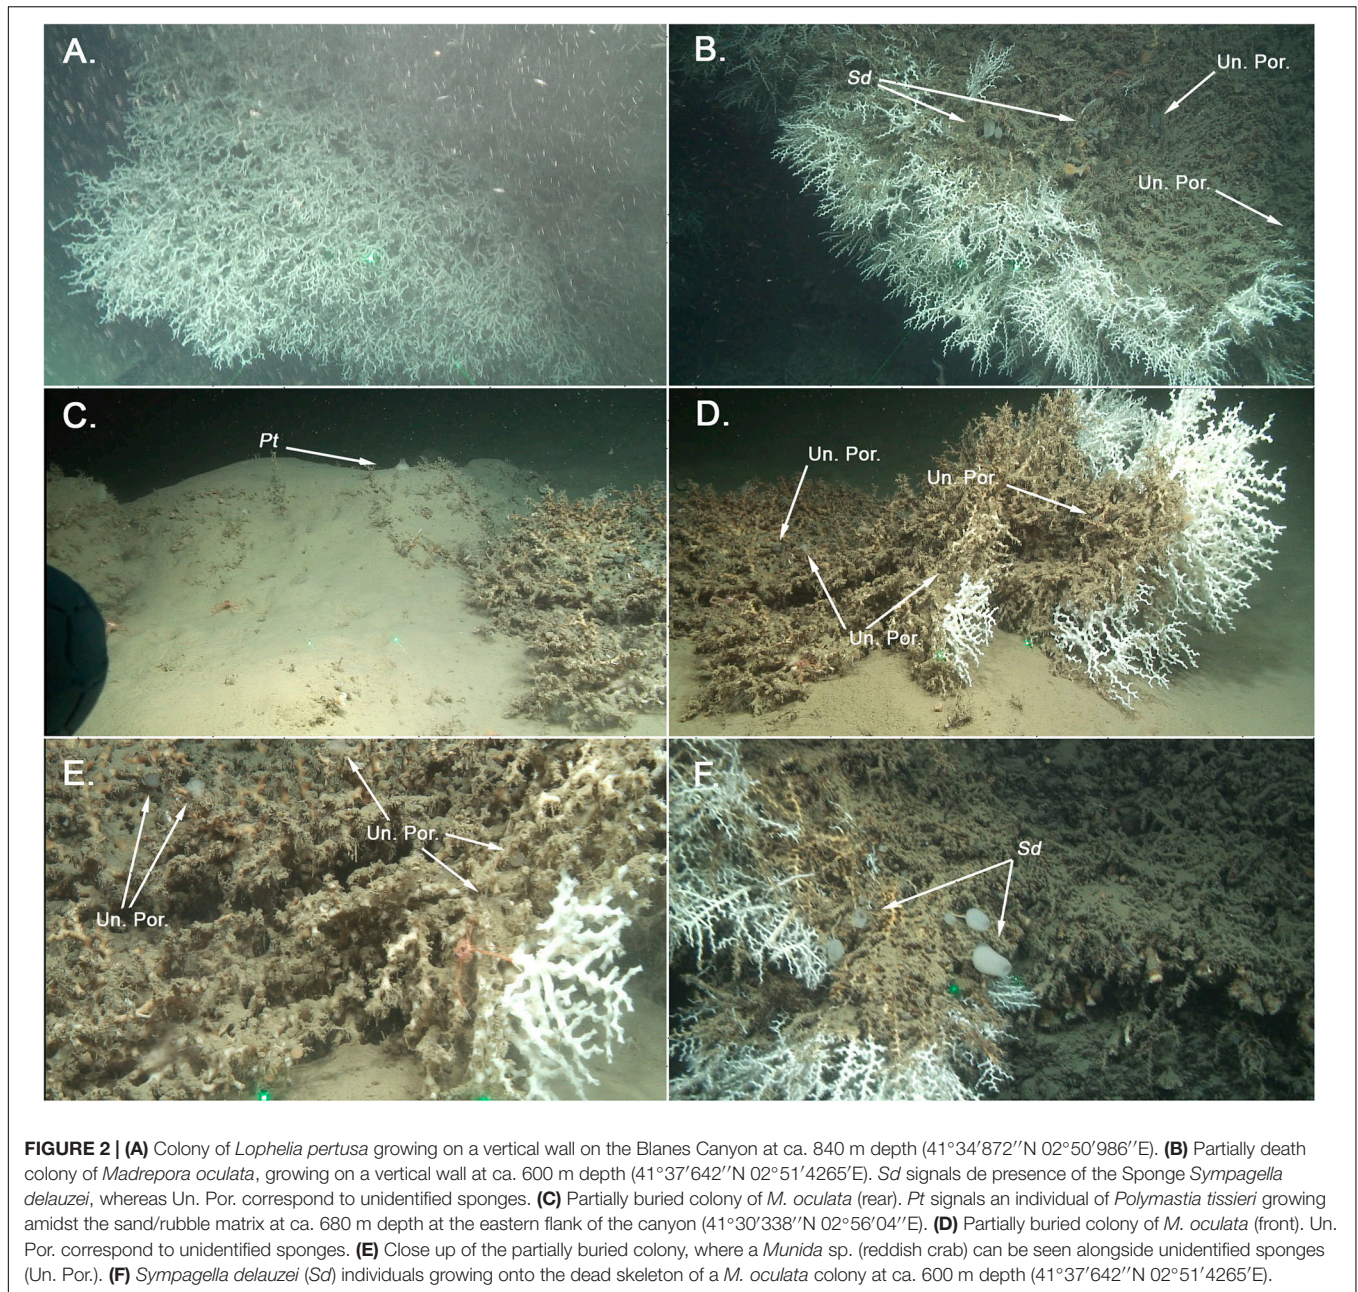 A.
B.
Sd
Un. Por.
Un. Por.
C.
Pt
D.
Un. Por.
Un. Por.
Un. Por.
E.
Un. Por.
Un. Por.
F.
Sd
FIGURE 2 | (A) Colony of Lophelia pertusa growing on a vertical wall on the Blanes Canyon at ca. 840 m depth (41°34′872′′N 02°50′986′′E). (B) Partially death
colony of Madrepora oculata, growing on a vertical wall at ca. 600 m depth (41°37′642′′N 02°51′4265′E). Sd signals de presence of the Sponge Sympagella
delauzei, whereas Un. Por. correspond to unidentified sponges. (C) Partially buried colony of M. oculata (rear). Pt signals an individual of Polymastia tissieri growing
amidst the sand/rubble matrix at ca. 680 m depth at the eastern flank of the canyon (41°30′338′′N 02°56′04′′E). (D) Partially buried colony of M. oculata (front). Un.
Por. correspond to unidentified sponges. (E) Close up of the partially buried colony, where a Munida sp. (reddish crab) can be seen alongside unidentified sponges
(Un. Por.). (F) Sympagella delauzei (Sd) individuals growing onto the dead skeleton of a M. oculata colony at ca. 600 m depth (41°37′642′′N 02°51′4265′E).